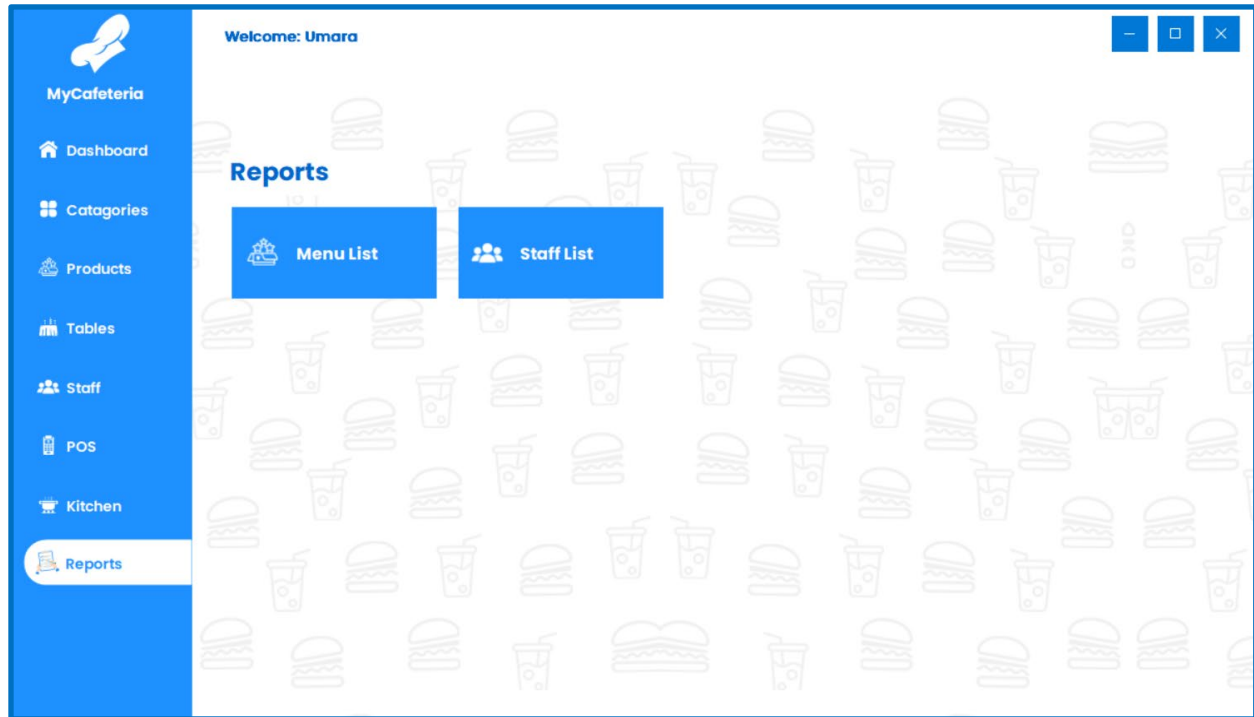 Welcome: Umara
MyCafeteria
Dashboard
Catagories
Products
Tables
Staff
POS
Kitchen
Reports
Reports
Menu List
Staff List